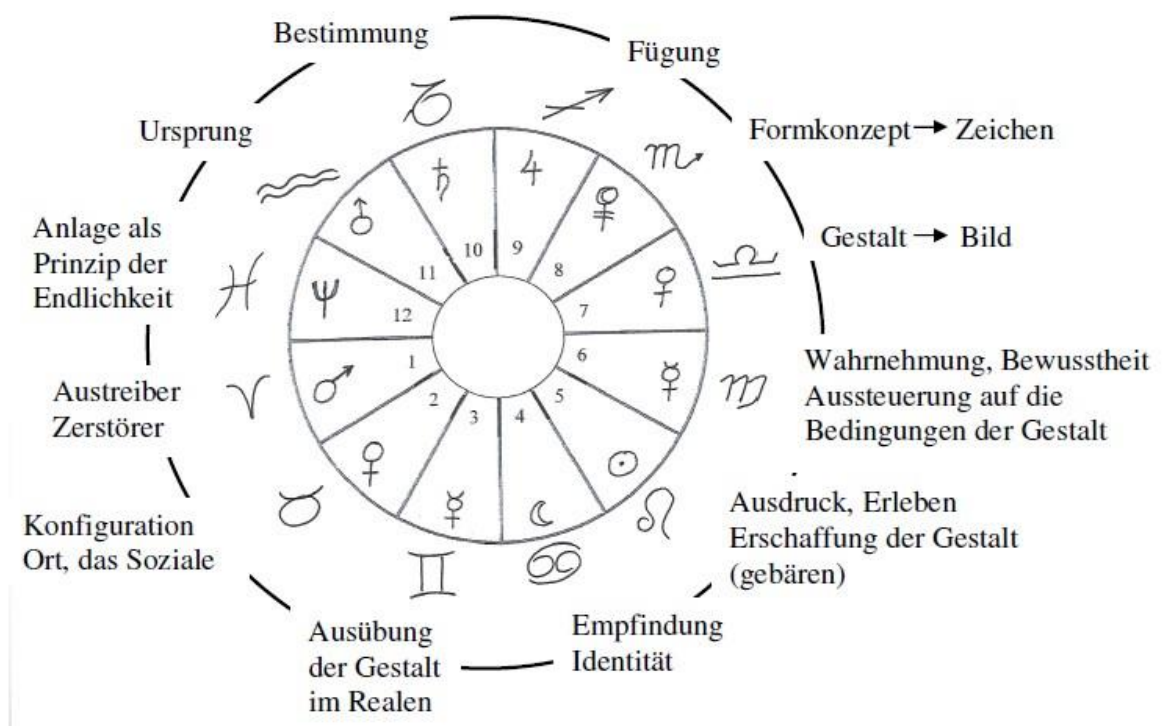 Bestimmung
Fügung
Ursprung
Formkonzept → Zeichen
♑ ♐ ♏
♒
♄ ♃
Anlage als
Prinzip der
Endlichkeit
Gestalt → Bild
♓ ♎
10 9
11 8
♆ 12 7 ♀
Austreiber
Zerstörer
♈ ♂ 1 6 ☿ ♍
Wahrnehmung, Bewusstheit
Aussteuerung auf die
Bedingungen der Gestalt
2 3 4 5
♀ ☿ ☾ ☉
Konfiguration
Ort, das Soziale
♉ ♊ ♋ ♌
Ausdruck, Erleben
Erschaffung der Gestalt
(gebären)
Ausübung
der Gestalt
im Realen
Empfindung
Identität